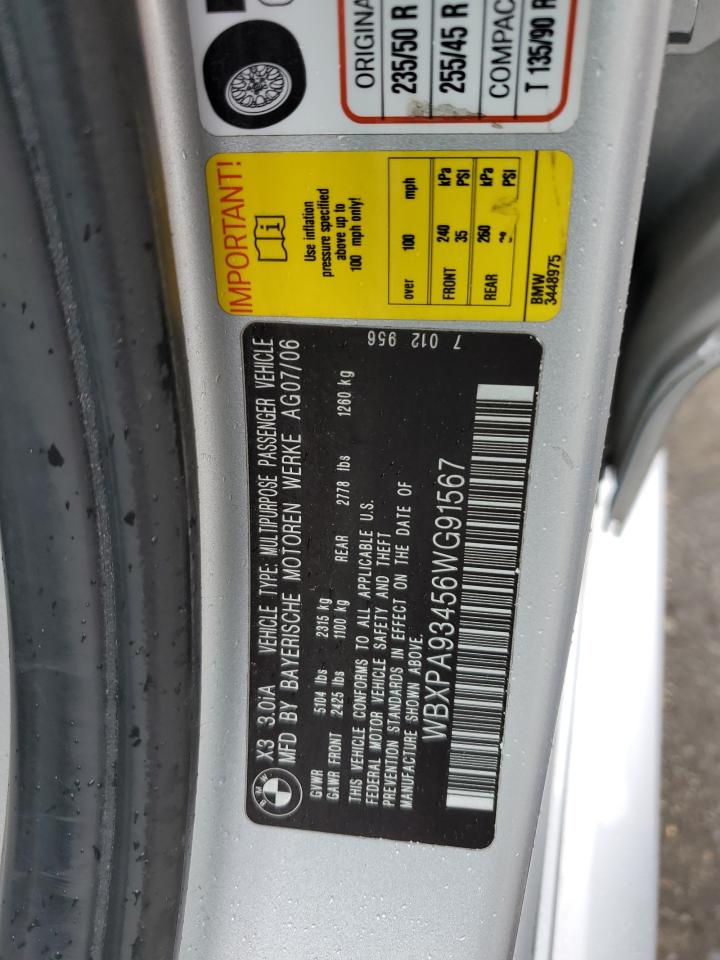 ORIGINA
235/50 R
255/45 R
COMPAC
T 135/90 R
IMPORTANT!
i
Use inflation
pressure specified
above up to
100 mph only!
over 100 mph
FRONT 240 kPa
35 PSI
REAR 260 kPa
PSI
BMW
3448975
BMW
X3 3.0iA VEHICLE TYPE: MULTIPURPOSE PASSENGER VEHICLE
MFD BY BAYERISCHE MOTOREN WERKE AG07/06
GVWR 5104 lbs 2315 kg
GAWR FRONT 2425 lbs 1100 kg REAR 2778 lbs 1260 kg
THIS VEHICLE CONFORMS TO ALL APPLICABLE U.S.
FEDERAL MOTOR VEHICLE SAFETY AND THEFT
PREVENTION STANDARDS IN EFFECT ON THE DATE OF
MANUFACTURE SHOWN ABOVE.
WBXPA93456WG91567
7 012 956